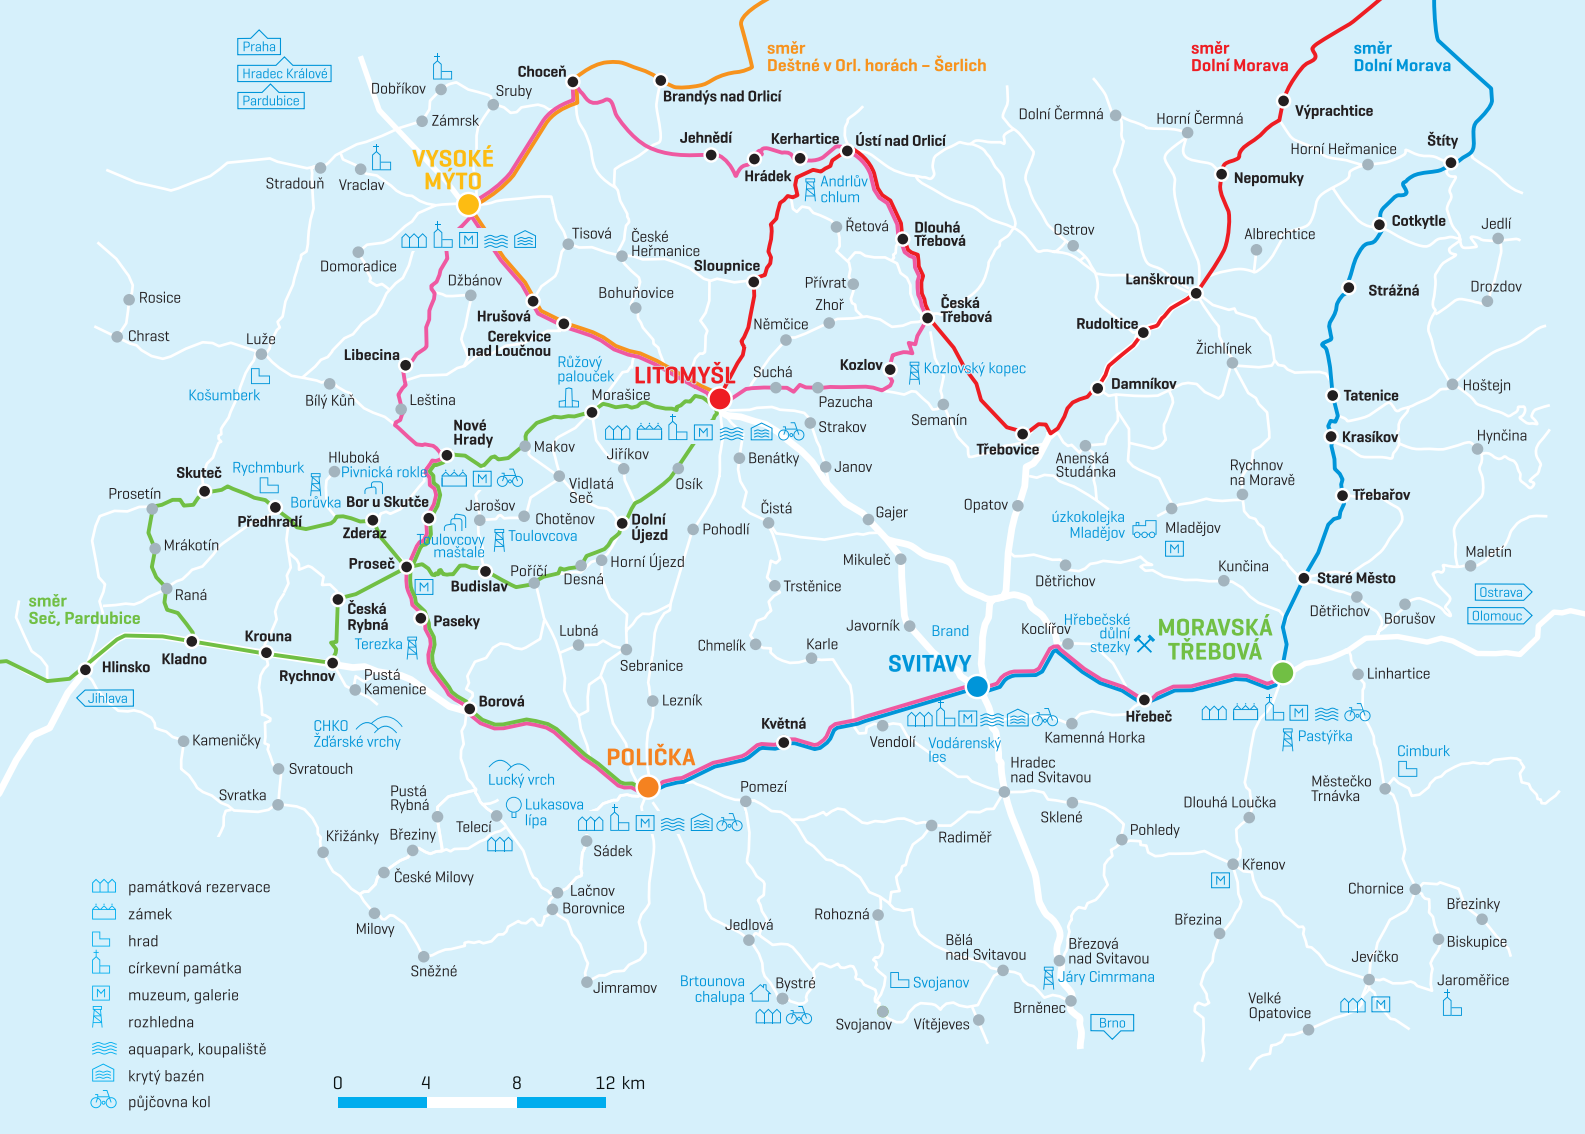 Praha
Hradec Králové
Pardubice
směr
Deštné v Orl. horách – Šerlich
směr
Dolní Morava
směr
Dolní Morava
Choceň
Brandýs nad Orlicí
Dobříkov
Sruby
Zámrsk
Výprachtice
Dolní Čermná
Horní Čermná
Štíty
Horní Heřmanice
Jehnědí
Kerhartice
Ústí nad Orlicí
Hrádek
VYSOKÉ
MÝTO
Stradouň
Vraclav
Nepomuky
Andrlův
chlum
Řetová
Dlouhá
Třebová
Ostrov
Albrechtice
Cotkytle
Jedlí
Tisová
České
Heřmanice
Domoradice
Sloupnice
Džbánov
Přívrat
Lanškroun
Strážná
Drozdov
Rosice
Bohuňovice
Zhoř
Česká
Třebová
Hrušová
Němčice
Rudoltice
Chrast
Luže
Cerekvice
nad Loučnou
Libecina
Růžový
palouček
LITOMYŠL
Suchá
Kozlov
Kozlovský kopec
Žichlínek
Damníkov
Hoštejn
Košumberk
Bílý Kůň
Leština
Morašice
Pazucha
Tatenice
Semanín
Strakov
Nové
Hrady
Makov
Třebovice
Krasíkov
Hynčina
Hluboká
Jiříkov
Benátky
Janov
Anenská
Studánka
Rychnov
na Moravě
Skuteč
Rychmburk
Pivnická rokle
Vidlatá
Seč
Osík
Třebařov
Prosetín
Borůvka
Bor u Skutče
Jarošov
Čistá
Opatov
Předhradí
Zderaz
Chotěnov
Dolní
Újezd
Pohodlí
Gajer
úzkokolejka
Mladějov
Mladějov
Toulovcovy
maštale
Toulovcova
Mrákotín
Proseč
Horní Újezd
Mikuleč
Maletín
Budislav
Poříčí
Desná
Trstěnice
Dětřichov
Kunčina
Staré Město
Raná
směr
Seč, Pardubice
Česká
Rybná
Paseky
Ostrava
Olomouc
Dětřichov
Borušov
Krouna
Terezka
Lubná
Javorník
Brand
Koclířov
Hřebečské
důlní
stezky
MORAVSKÁ
TŘEBOVÁ
Hlinsko
Kladno
Rychnov
Sebranice
Chmelík
Karle
SVITAVY
Linhartice
Jihlava
Pustá
Kamenice
Borová
Lezník
Hřebeč
CHKO
Žďárské vrchy
Květná
Vendolí
Vodárenský
les
Kamenná Horka
Pastýřka
Kameničky
Cimburk
POLIČKA
Svratouch
Lucký vrch
Hradec
nad Svitavou
Městečko
Trnávka
Svratka
Pustá
Rybná
Lukasova
lípa
Pomezí
Sklené
Dlouhá Loučka
Křižánky
Březiny
Telecí
Radiměř
Pohledy
Sádek
Křenov
České Milovy
Lačnov
Borovnice
Chornice
Březinky
Milovy
Jedlová
Rohozná
Březina
Biskupice
Bělá
nad Svitavou
Březová
nad Svitavou
Sněžné
Jimramov
Brtounova
chalupa
Bystré
Svojanov
Járy Cimrmana
Jevíčko
Jaroměřice
Svojanov
Vítějeves
Brněnec
Brno
Velké
Opatovice
památková rezervace
zámek
hrad
církevní památka
M muzeum, galerie
rozhledna
aquapark, koupaliště
krytý bazén
půjčovna kol
0 4 8 12 km